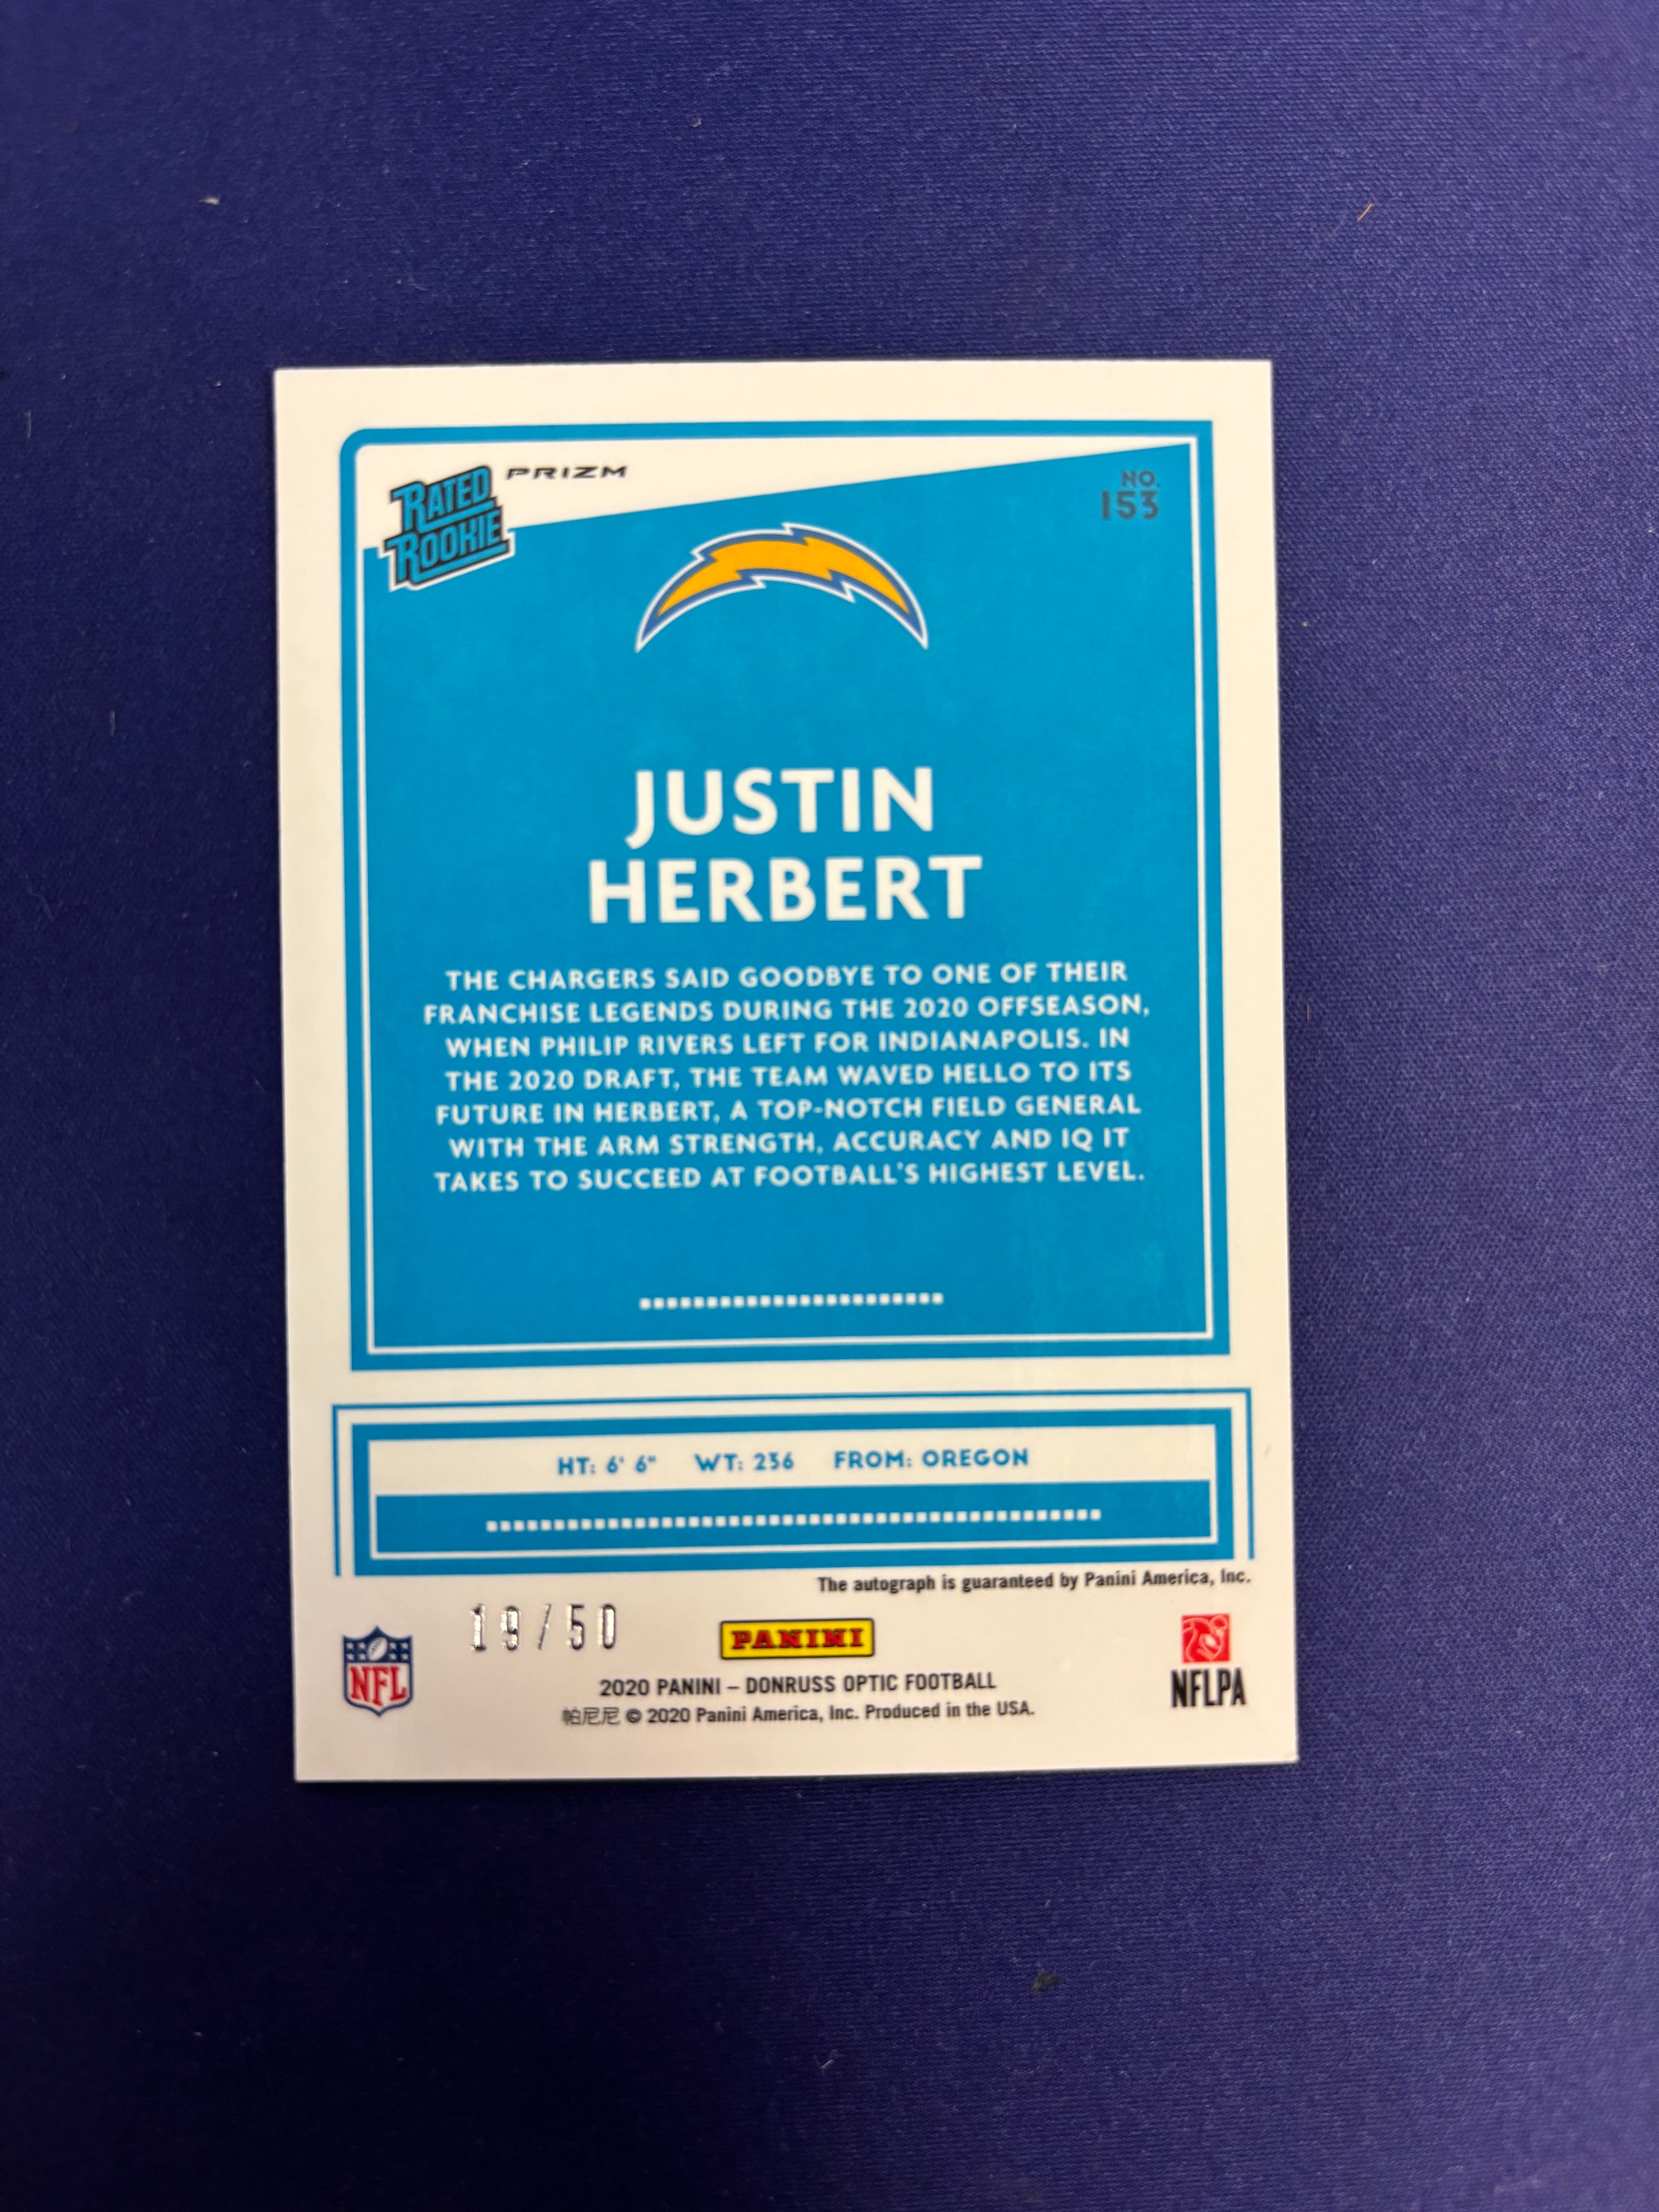 RATED
ROOKIE
PRIZM
NO.
153
JUSTIN
HERBERT
THE CHARGERS SAID GOODBYE TO ONE OF THEIR
FRANCHISE LEGENDS DURING THE 2020 OFFSEASON,
WHEN PHILIP RIVERS LEFT FOR INDIANAPOLIS. IN
THE 2020 DRAFT, THE TEAM WAVED HELLO TO ITS
FUTURE IN HERBERT, A TOP-NOTCH FIELD GENERAL
WITH THE ARM STRENGTH, ACCURACY AND IQ IT
TAKES TO SUCCEED AT FOOTBALL'S HIGHEST LEVEL.
HT: 6' 6" WT: 236 FROM: OREGON
The autograph is guaranteed by Panini America, Inc.
19/50
NFL
PANINI
NFLPA
2020 PANINI – DONRUSS OPTIC FOOTBALL
帕尼尼 © 2020 Panini America, Inc. Produced in the USA.